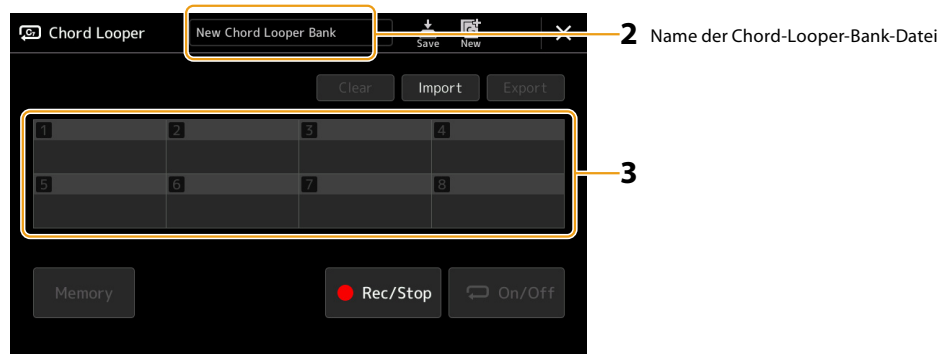 Chord Looper New Chord Looper Bank Save New
2 Name der Chord-Looper-Bank-Datei
Clear Import Export
1 2 3 4
3
5 6 7 8
Memory Rec/Stop On/Off